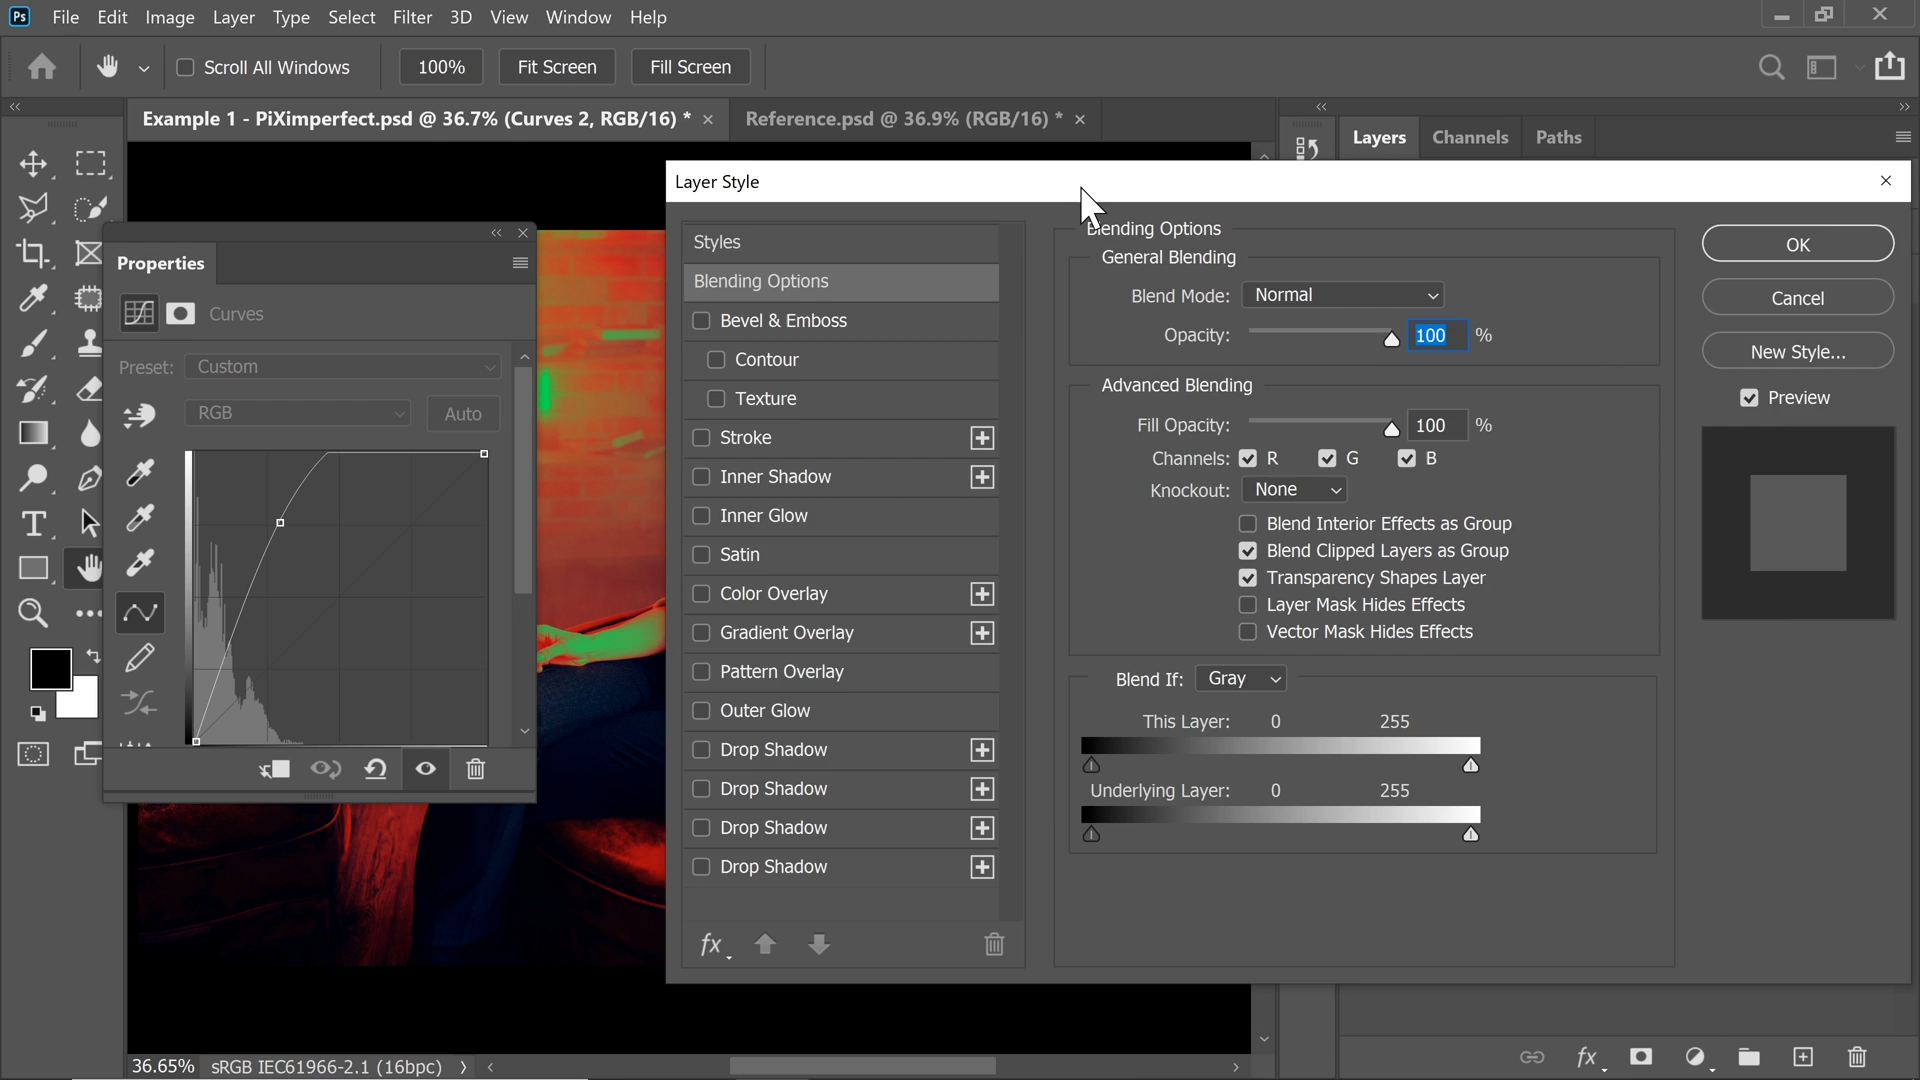 Ps File Edit Image Layer Type Select Filter 3D View Window Help
Scroll All Windows 100% Fit Screen Fill Screen
Example 1 - PiXimperfect.psd @ 36.7% (Curves 2, RGB/16) * × Reference.psd @ 36.9% (RGB/16) * ×
Layers Channels Paths
Layer Style
Properties
Curves
Preset: Custom
RGB Auto
Styles
Blending Options
Bevel & Emboss
Contour
Texture
Stroke
Inner Shadow
Inner Glow
Satin
Color Overlay
Gradient Overlay
Pattern Overlay
Outer Glow
Drop Shadow
Drop Shadow
Drop Shadow
Drop Shadow
fx
Blending Options
General Blending
Blend Mode: Normal
Opacity: 100 %
Advanced Blending
Fill Opacity: 100 %
Channels: R G B
Knockout: None
Blend Interior Effects as Group
Blend Clipped Layers as Group
Transparency Shapes Layer
Layer Mask Hides Effects
Vector Mask Hides Effects
Blend If: Gray
This Layer: 0 255
Underlying Layer: 0 255
OK
Cancel
New Style...
Preview
36.65% sRGB IEC61966-2.1 (16bpc)
fx